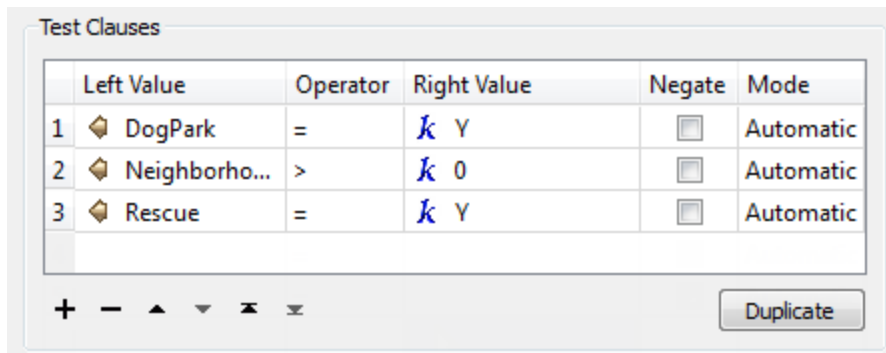 Test Clauses
Left Value Operator Right Value Negate Mode
1 DogPark = k Y Automatic
2 Neighborho... > k 0 Automatic
3 Rescue = k Y Automatic
Duplicate